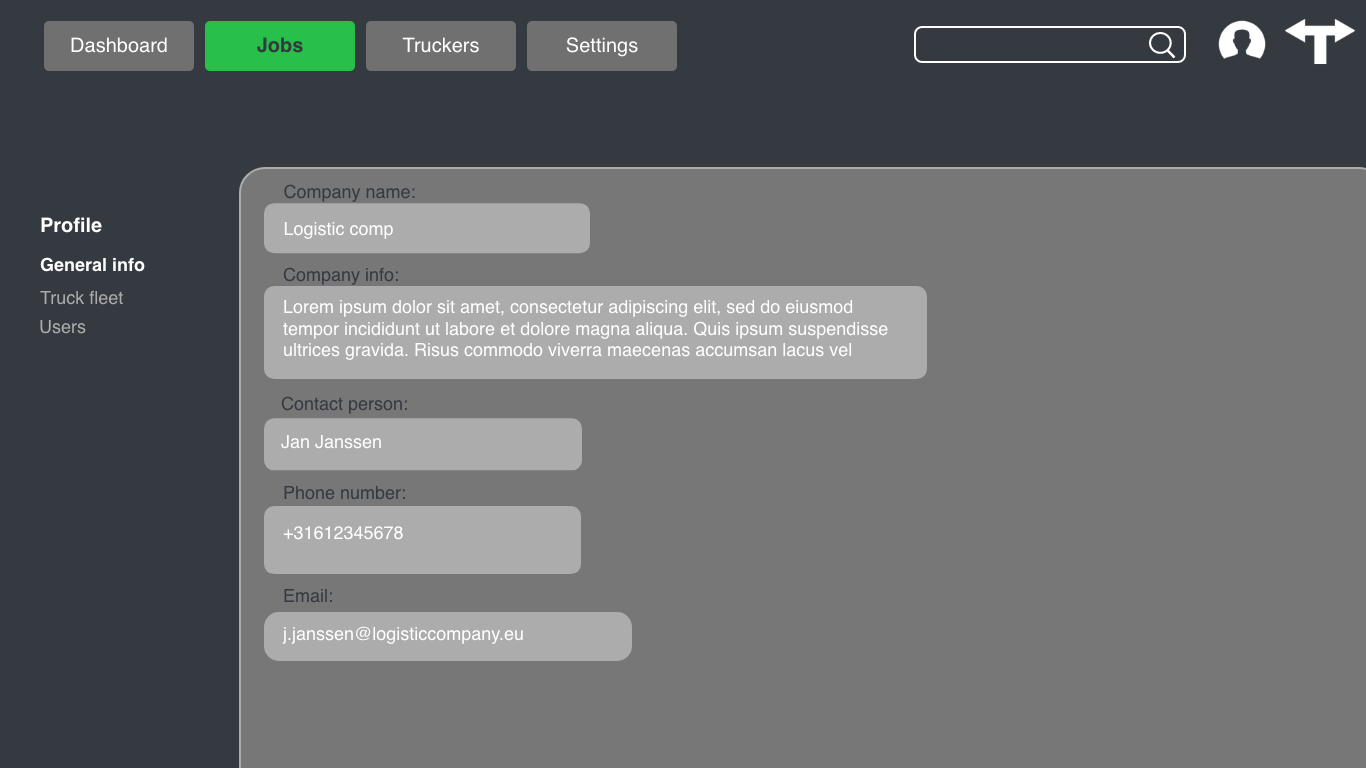 Dashboard
Jobs
Truckers
Settings
Profile
General info
Truck fleet
Users
Company name:
Logistic comp
Company info:
Lorem ipsum dolor sit amet, consectetur adipiscing elit, sed do eiusmod
tempor incididunt ut labore et dolore magna aliqua. Quis ipsum suspendisse
ultrices gravida. Risus commodo viverra maecenas accumsan lacus vel
Contact person:
Jan Janssen
Phone number:
+31612345678
Email:
j.janssen@logisticcompany.eu